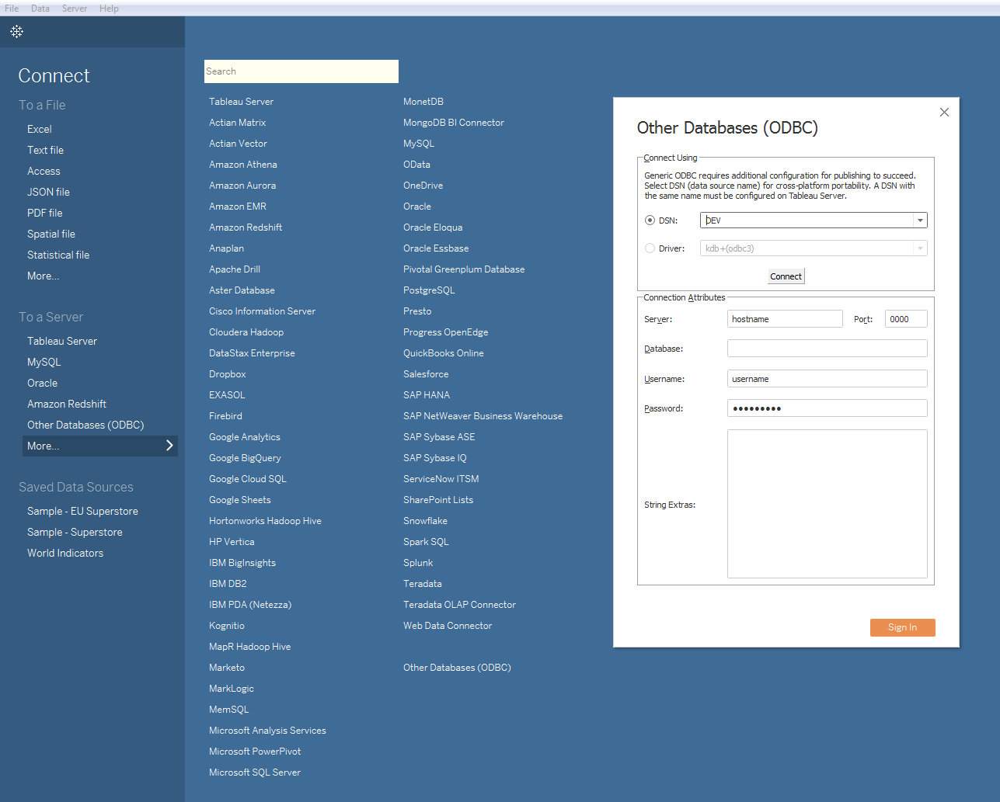 File Data Server Help
Connect
To a File
Excel
Text file
Access
JSON file
PDF file
Spatial file
Statistical file
More...
To a Server
Tableau Server
MySQL
Oracle
Amazon Redshift
Other Databases (ODBC)
More...
Saved Data Sources
Sample - EU Superstore
Sample - Superstore
World Indicators
Search
Tableau Server
Actian Matrix
Actian Vector
Amazon Athena
Amazon Aurora
Amazon EMR
Amazon Redshift
Anaplan
Apache Drill
Aster Database
Cisco Information Server
Cloudera Hadoop
DataStax Enterprise
Dropbox
EXASOL
Firebird
Google Analytics
Google BigQuery
Google Cloud SQL
Google Sheets
Hortonworks Hadoop Hive
HP Vertica
IBM BigInsights
IBM DB2
IBM PDA (Netezza)
Kognitio
MapR Hadoop Hive
Marketo
MarkLogic
MemSQL
Microsoft Analysis Services
Microsoft PowerPivot
Microsoft SQL Server
MonetDB
MongoDB BI Connector
MySQL
OData
OneDrive
Oracle
Oracle Eloqua
Oracle Essbase
Pivotal Greenplum Database
PostgreSQL
Presto
Progress OpenEdge
QuickBooks Online
Salesforce
SAP HANA
SAP NetWeaver Business Warehouse
SAP Sybase ASE
SAP Sybase IQ
ServiceNow ITSM
SharePoint Lists
Snowflake
Spark SQL
Splunk
Teradata
Teradata OLAP Connector
Web Data Connector
Other Databases (ODBC)
Other Databases (ODBC)
Connect Using
Generic ODBC requires additional configuration for publishing to succeed.
Select DSN (data source name) for cross-platform portability. A DSN with
the same name must be configured on Tableau Server.
DSN: DEV
Driver: kdb+(odbc3)
Connect
Connection Attributes
Server: hostname Port: 0000
Database:
Username: username
Password: •••••••••
String Extras:
Sign In